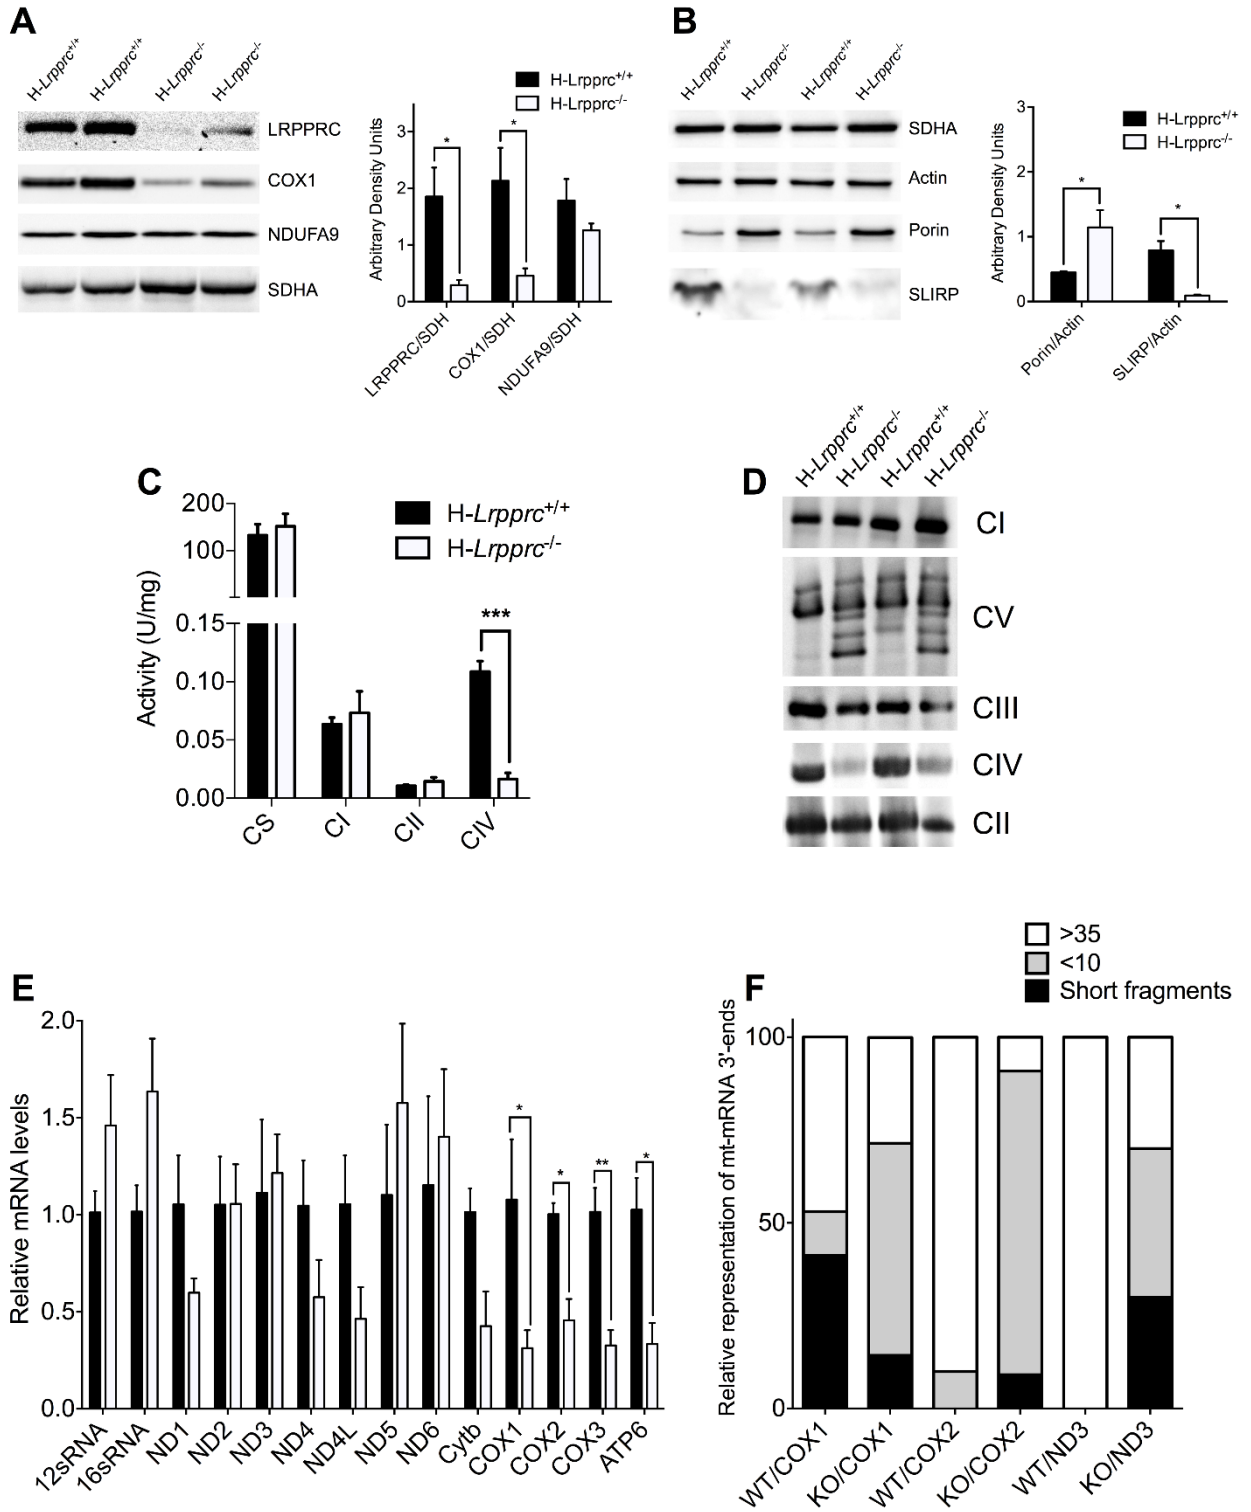 A
H-Lrpprc+/+
H-Lrpprc+/+
H-Lrpprc-/-
H-Lrpprc-/-
LRPPRC
COX1
NDUFA9
SDHA
H-Lrpprc+/+
H-Lrpprc-/-
Arbitrary Density Units
3
2
1
0
*
*
LRPPRC/SDH
COX1/SDH
NDUFA9/SDH
B
H-Lrpprc+/+
H-Lrpprc-/-
H-Lrpprc+/+
H-Lrpprc-/-
SDHA
Actin
Porin
SLIRP
H-Lrpprc+/+
H-Lrpprc-/-
Arbitrary Density Units
3
2
1
0
*
*
Porin/Actin
SLIRP/Actin
C
H-Lrpprc+/+
H-Lrpprc-/-
Activity (U/mg)
200
100
0.15
0.10
0.05
0.00
***
CS
CI
CII
CIV
D
H-Lrpprc+/+
H-Lrpprc-/-
H-Lrpprc+/+
H-Lrpprc-/-
CI
CV
CIII
CIV
CII
E
Relative mRNA levels
2.0
1.5
1.0
0.5
0.0
*
*
**
*
12sRNA
16sRNA
ND1
ND2
ND3
ND4
ND4L
ND5
ND6
Cytb
COX1
COX2
COX3
ATP6
F
>35
<10
Short fragments
Relative representation of mt-mRNA 3'-ends
100
50
0
WT/COX1
KO/COX1
WT/COX2
KO/COX2
WT/ND3
KO/ND3